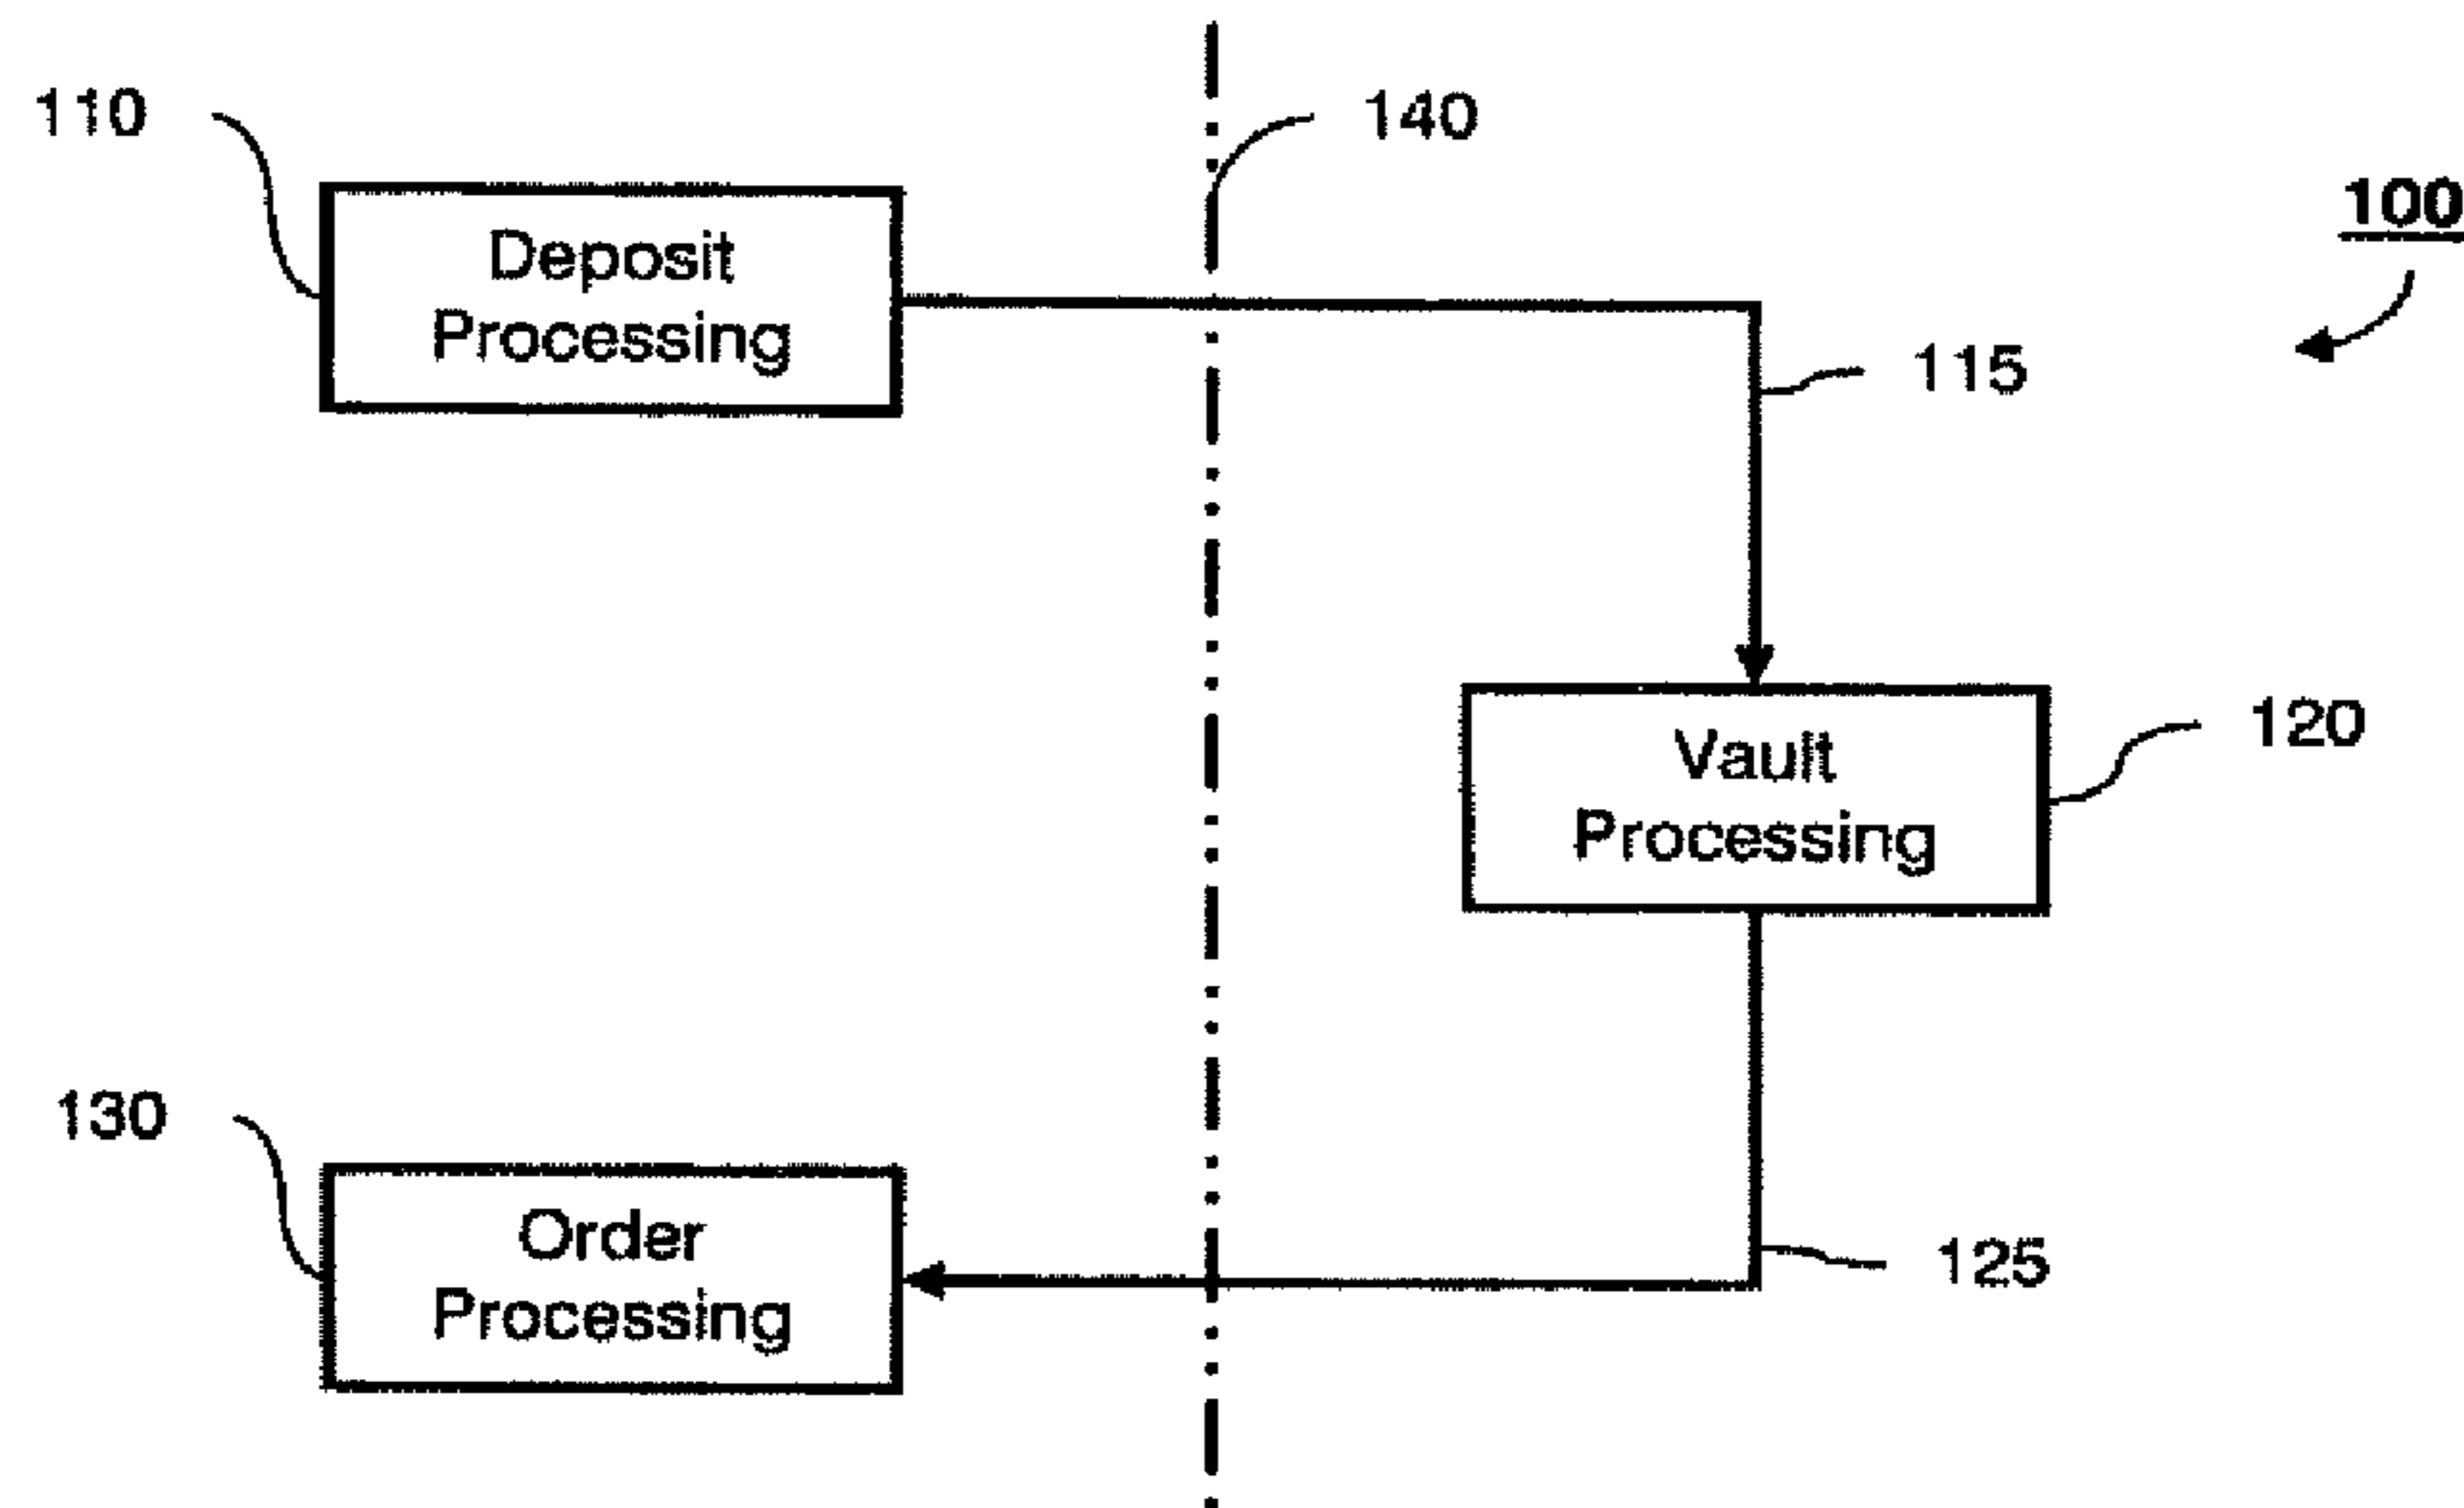 110
140
100
Deposit
Processing
115
Vault
Processing
120
130
Order
Processing
125